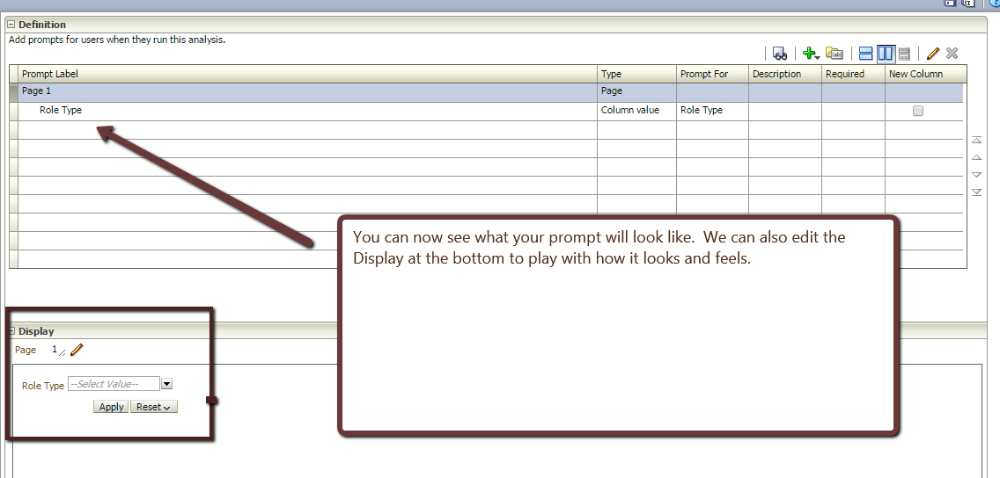 Definition
Add prompts for users when they run this analysis.
Prompt Label Type Prompt For Description Required New Column
Page 1 Page
Role Type Column value Role Type
You can now see what your prompt will look like. We can also edit the
Display at the bottom to play with how it looks and feels.
Display
Page 1
Role Type --Select Value--
Apply Reset